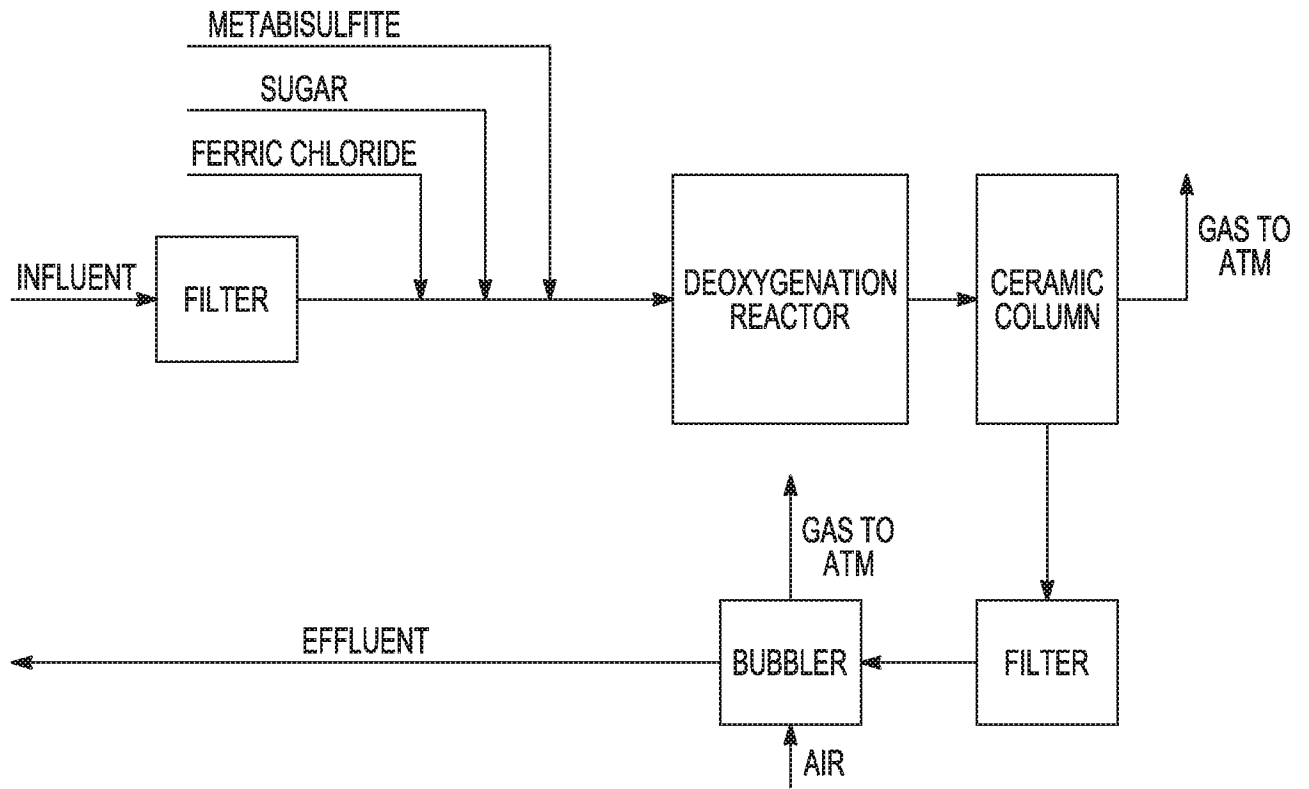 METABISULFITE
SUGAR
FERRIC CHLORIDE
INFLUENT
FILTER
DEOXYGENATION
REACTOR
CERAMIC
COLUMN
GAS TO
ATM
GAS TO
ATM
EFFLUENT
BUBBLER
FILTER
AIR